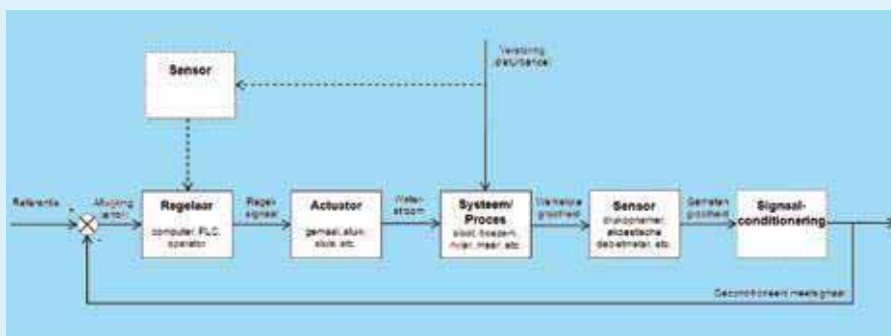 Sensor
Verstoring
(disturbance)
Referentie
+
-
Afwijking
(error)
Regelaar
computer, PLC,
operator
Regel-
signaal
Actuator
gemaal, stuw,
sluis, etc.
Water-
stroom
Systeem/
Proces
sloot, boezem,
rivier, meer, etc.
Werkelijke
grootheid
Sensor
drukopnemer,
akoestische
debietmeter, etc.
Gemeten
grootheid
Signaal-
conditionering
Geconditioneerd meetsignaal